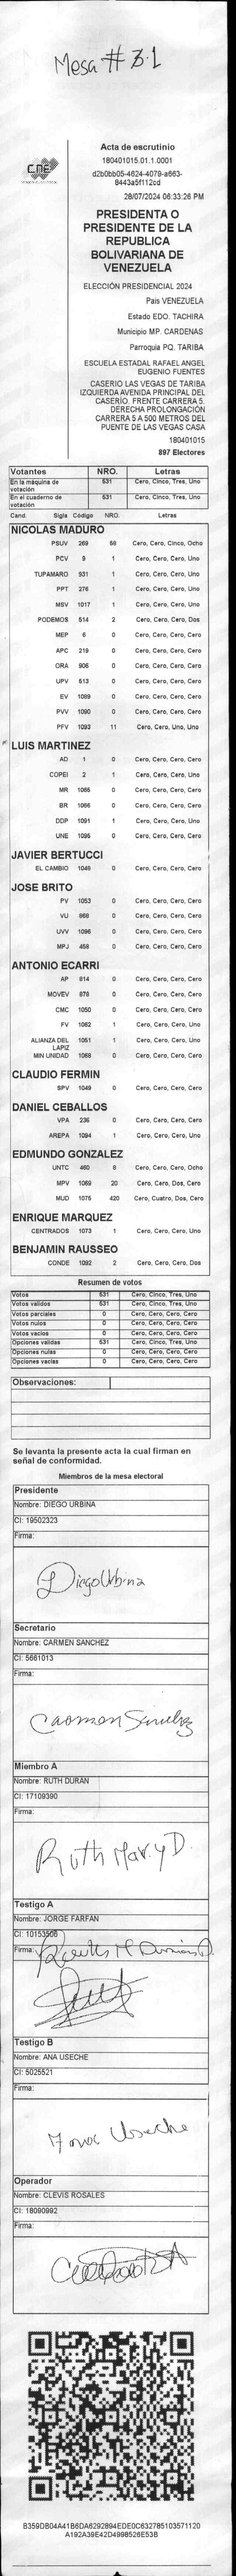 Mesa # 3.1
CNE
Acta de escrutinio
180401015.01.1.0001
d2b0bb05-4624-4079-a663-
8443a5f112cd
28/07/2024 06:33:26 PM
PRESIDENTA O
PRESIDENTE DE LA
REPUBLICA
BOLIVARIANA DE
VENEZUELA
ELECCIÓN PRESIDENCIAL 2024
Pais VENEZUELA
Estado EDO. TACHIRA
Municipio MP. CARDENAS
Parroquia PQ. TARIBA
ESCUELA ESTADAL RAFAEL ANGEL
EUGENIO FUENTES
CASERIO LAS VEGAS DE TARIBA
IZQUIERDA AVENIDA PRINCIPAL DEL
CASERÍO. FRENTE CARRERA 5.
DERECHA PROLONGACIÓN
CARRERA 5 A 500 METROS DEL
PUENTE DE LAS VEGAS CASA
180401015
897 Electores
Votantes NRO. Letras
En la máquina de votación 531 Cero, Cinco, Tres, Uno
En el cuaderno de votación 531 Cero, Cinco, Tres, Uno
Cand. Sigla Código NRO. Letras
NICOLAS MADURO
PSUV 269 58 Cero, Cero, Cinco, Ocho
PCV 9 1 Cero, Cero, Cero, Uno
TUPAMARO 931 1 Cero, Cero, Cero, Uno
PPT 276 1 Cero, Cero, Cero, Uno
MSV 1017 1 Cero, Cero, Cero, Uno
PODEMOS 514 2 Cero, Cero, Cero, Dos
MEP 6 0 Cero, Cero, Cero, Cero
APC 219 0 Cero, Cero, Cero, Cero
ORA 906 0 Cero, Cero, Cero, Cero
UPV 613 0 Cero, Cero, Cero, Cero
EV 1089 0 Cero, Cero, Cero, Cero
PVV 1090 0 Cero, Cero, Cero, Cero
PFV 1093 11 Cero, Cero, Uno, Uno
LUIS MARTINEZ
AD 1 0 Cero, Cero, Cero, Cero
COPEI 2 1 Cero, Cero, Cero, Uno
MR 1065 0 Cero, Cero, Cero, Cero
BR 1066 0 Cero, Cero, Cero, Cero
DDP 1091 1 Cero, Cero, Cero, Uno
UNE 1095 0 Cero, Cero, Cero, Cero
JAVIER BERTUCCI
EL CAMBIO 1048 0 Cero, Cero, Cero, Cero
JOSE BRITO
PV 1053 0 Cero, Cero, Cero, Cero
VU 868 0 Cero, Cero, Cero, Cero
UVV 1096 0 Cero, Cero, Cero, Cero
MPJ 458 0 Cero, Cero, Cero, Cero
ANTONIO ECARRI
AP 814 0 Cero, Cero, Cero, Cero
MOVEV 878 0 Cero, Cero, Cero, Cero
CMC 1050 0 Cero, Cero, Cero, Cero
FV 1062 1 Cero, Cero, Cero, Uno
ALIANZA DEL LAPIZ 1051 1 Cero, Cero, Cero, Uno
MIN UNIDAD 1068 0 Cero, Cero, Cero, Cero
CLAUDIO FERMIN
SPV 1049 0 Cero, Cero, Cero, Cero
DANIEL CEBALLOS
VPA 236 0 Cero, Cero, Cero, Cero
AREPA 1094 1 Cero, Cero, Cero, Uno
EDMUNDO GONZALEZ
UNTC 460 8 Cero, Cero, Cero, Ocho
MPV 1069 20 Cero, Cero, Dos, Cero
MUD 1075 420 Cero, Cuatro, Dos, Cero
ENRIQUE MARQUEZ
CENTRADOS 1073 1 Cero, Cero, Cero, Uno
BENJAMIN RAUSSEO
CONDE 1092 2 Cero, Cero, Cero, Dos
Resumen de votos
Votos 531 Cero, Cinco, Tres, Uno
Votos validos 531 Cero, Cinco, Tres, Uno
Votos parciales 0 Cero, Cero, Cero, Cero
Votos nulos 0 Cero, Cero, Cero, Cero
Votos vacios 0 Cero, Cero, Cero, Cero
Opciones validas 531 Cero, Cinco, Tres, Uno
Opciones nulas 0 Cero, Cero, Cero, Cero
Opciones vacias 0 Cero, Cero, Cero, Cero
Observaciones:
Se levanta la presente acta la cual firman en
señal de conformidad.
Miembros de la mesa electoral
Presidente
Nombre: DIEGO URBINA
CI: 19502323
Firma:
Diego Urbina
Secretario
Nombre: CARMEN SANCHEZ
CI: 5661013
Firma:
Carmen Sanchez
Miembro A
Nombre: RUTH DURAN
CI: 17109390
Firma:
Ruth Mary D.
Testigo A
Nombre: JORGE FARFAN
CI: 10153506
Firma:
Testigo B
Nombre: ANA USECHE
CI: 5025521
Firma:
Useche
Operador
Nombre: CLEVIS ROSALES
CI: 18090992
Firma:
B359DB04A41B6DA6292894EDE0C632785103571120
A192A39E42D4998526E53B